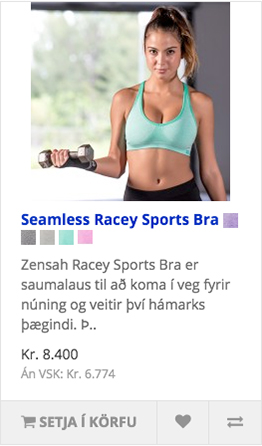 Seamless Racey Sports Bra
Zensah Racey Sports Bra er
saumalaus til að koma í veg fyrir
núning og veitir því hámarks
þægindi. Þ..
Kr. 8.400
Án VSK: Kr. 6.774
SETJA Í KÖRFU